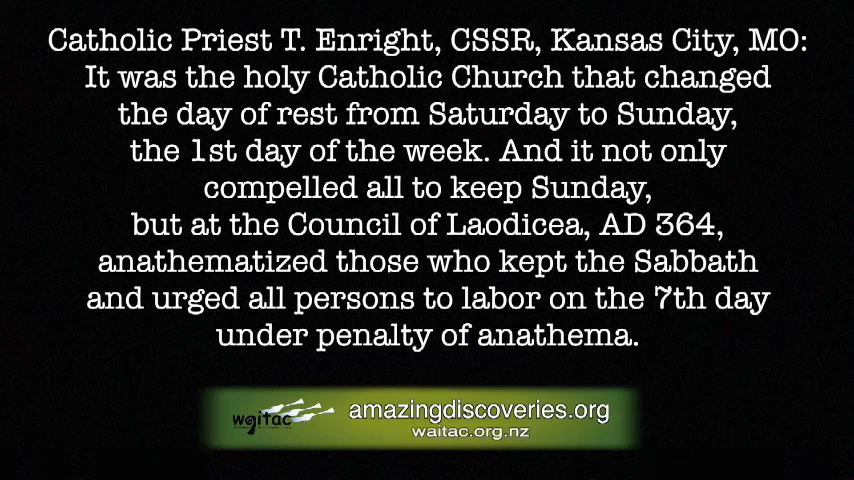 Catholic Priest T. Enright, CSSR, Kansas City, MO:
It was the holy Catholic Church that changed
the day of rest from Saturday to Sunday,
the 1st day of the week. And it not only
compelled all to keep Sunday,
but at the Council of Laodicea, AD 364,
anathematized those who kept the Sabbath
and urged all persons to labor on the 7th day
under penalty of anathema.
waitac
amazingdiscoveries.org
waitac.org.nz